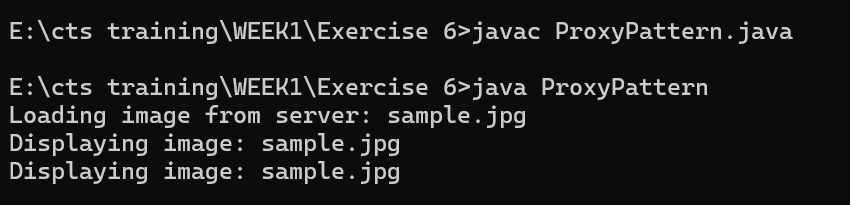 E:\cts training\WEEK1\Exercise 6>javac ProxyPattern.java
E:\cts training\WEEK1\Exercise 6>java ProxyPattern
Loading image from server: sample.jpg
Displaying image: sample.jpg
Displaying image: sample.jpg